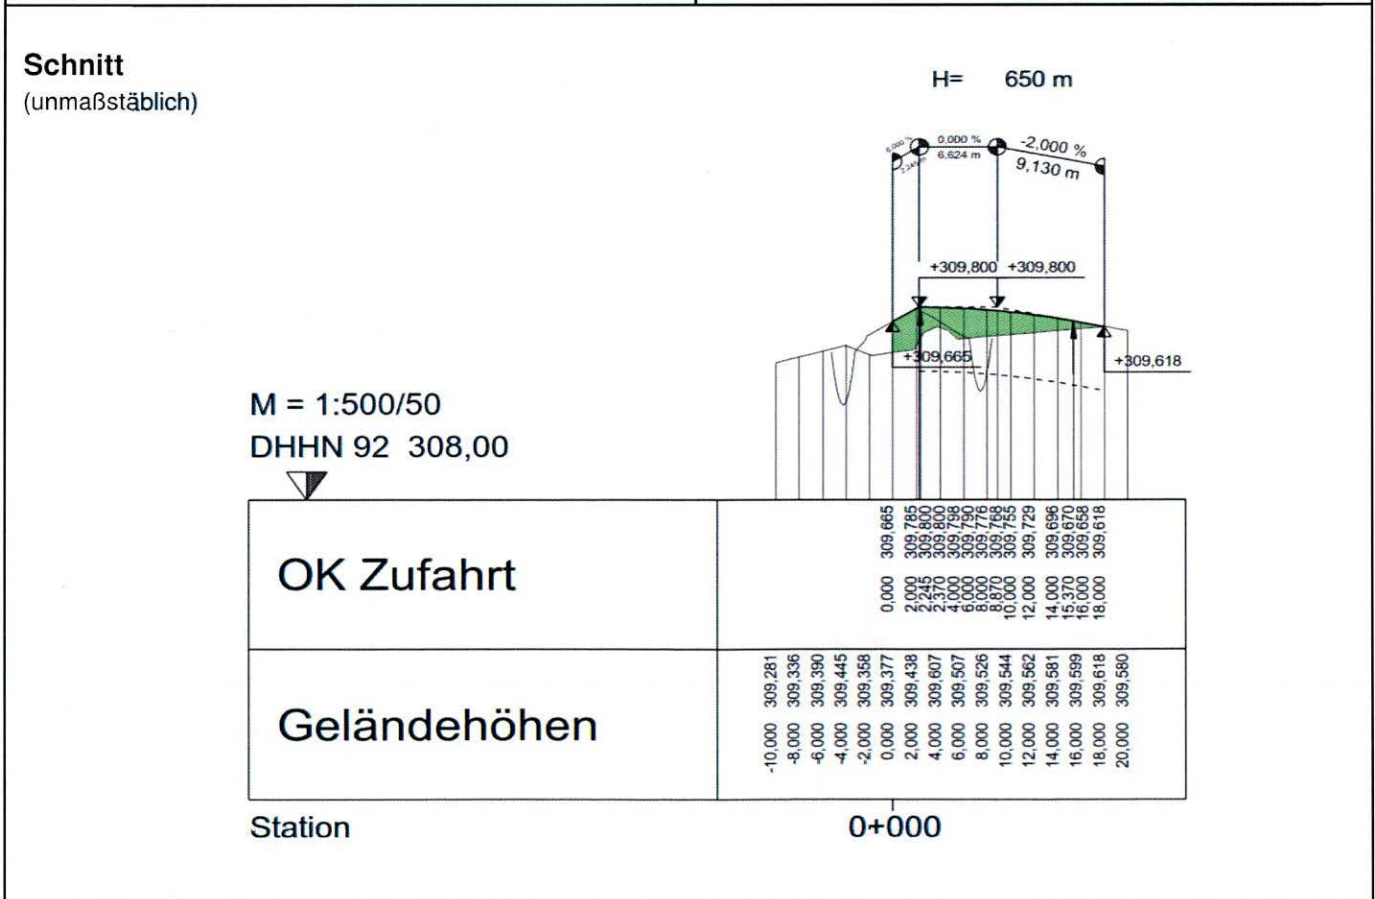 Schnitt
(unmaßstäblich)
H= 650 m
6,000 % 0,000 % -2,000 %
2,245 m 6,624 m 9,130 m
+309,800 +309,800
+309,665 +309,618
M = 1:500/50
DHHN 92 308,00
OK Zufahrt
309,665 309,785 309,800 309,800 309,798 309,790 309,776 309,768 309,755 309,729 309,696 309,670 309,658 309,618
0,000 2,000 2,245 2,370 4,000 6,000 8,000 8,870 10,000 12,000 14,000 15,370 16,000 18,000
Geländehöhen
309,281 309,336 309,390 309,445 309,358 309,377 309,438 309,607 309,507 309,526 309,544 309,562 309,581 309,599 309,618 309,580
-10,000 -8,000 -6,000 -4,000 -2,000 0,000 2,000 4,000 6,000 8,000 10,000 12,000 14,000 16,000 18,000 20,000
Station 0+000